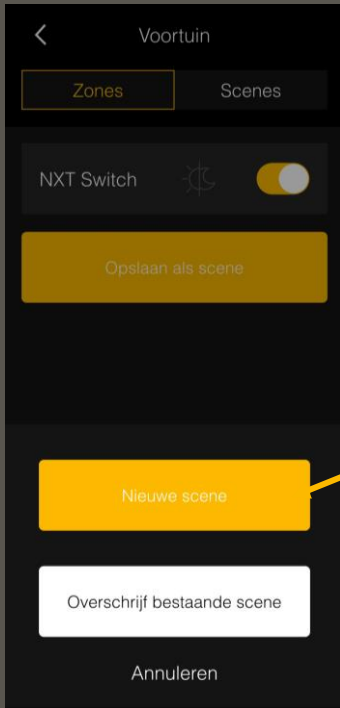 Voortuin
Zones Scenes
NXT Switch
Opslaan als scene
Nieuwe scene
Overschrijf bestaande scene
Annuleren